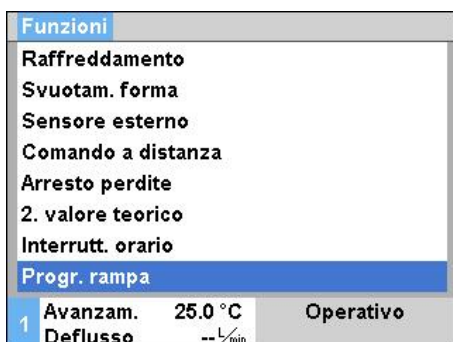 Funzioni
Raffreddamento
Svuotam. forma
Sensore esterno
Comando a distanza
Arresto perdite
2. valore teorico
Interrutt. orario
Progr. rampa
1 Avanzam. 25.0 °C Operativo
Deflusso -- L/min